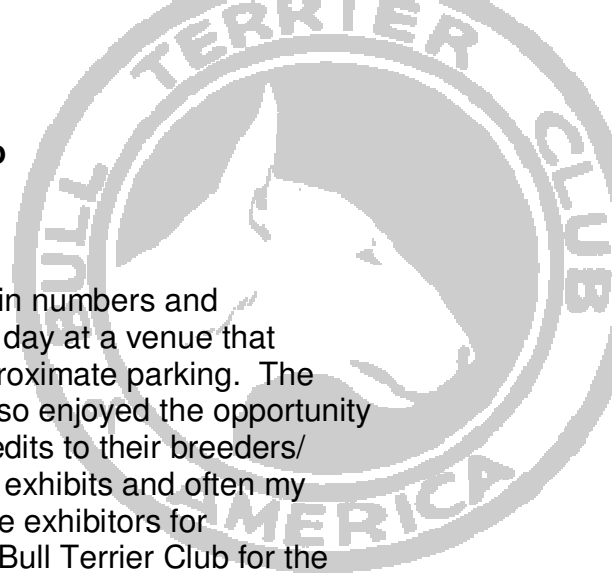 BULL TERRIER CLUB
AMERICA
in numbers and
day at a venue that
roximate parking. The
so enjoyed the opportunity
edits to their breeders/
exhibits and often my
e exhibitors for
Bull Terrier Club for the